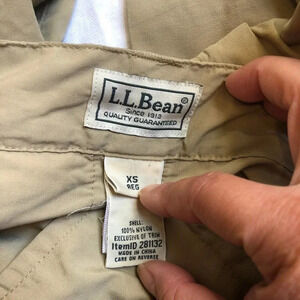 L.L.Bean®
Since 1912
QUALITY GUARANTEED
XS
REG
SHELL:
100% NYLON
EXCLUSIVE OF TRIM
ItemID 281132
MADE IN CHINA
CARE ON REVERSE